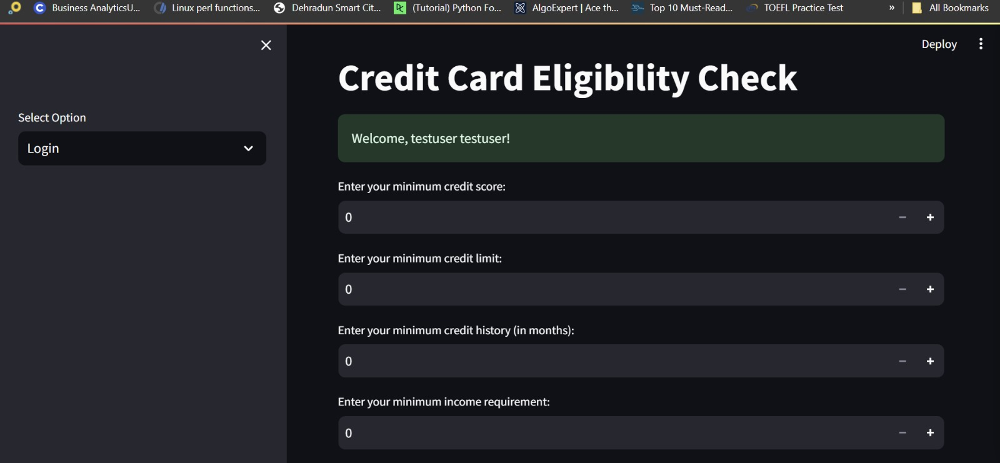 Business AnalyticsU... Linux perl functions... Dehradun Smart Cit... (Tutorial) Python Fo... AlgoExpert | Ace th... Top 10 Must-Read... TOEFL Practice Test » All Bookmarks
Deploy
Credit Card Eligibility Check
Select Option
Login
Welcome, testuser testuser!
Enter your minimum credit score:
0
Enter your minimum credit limit:
0
Enter your minimum credit history (in months):
0
Enter your minimum income requirement:
0